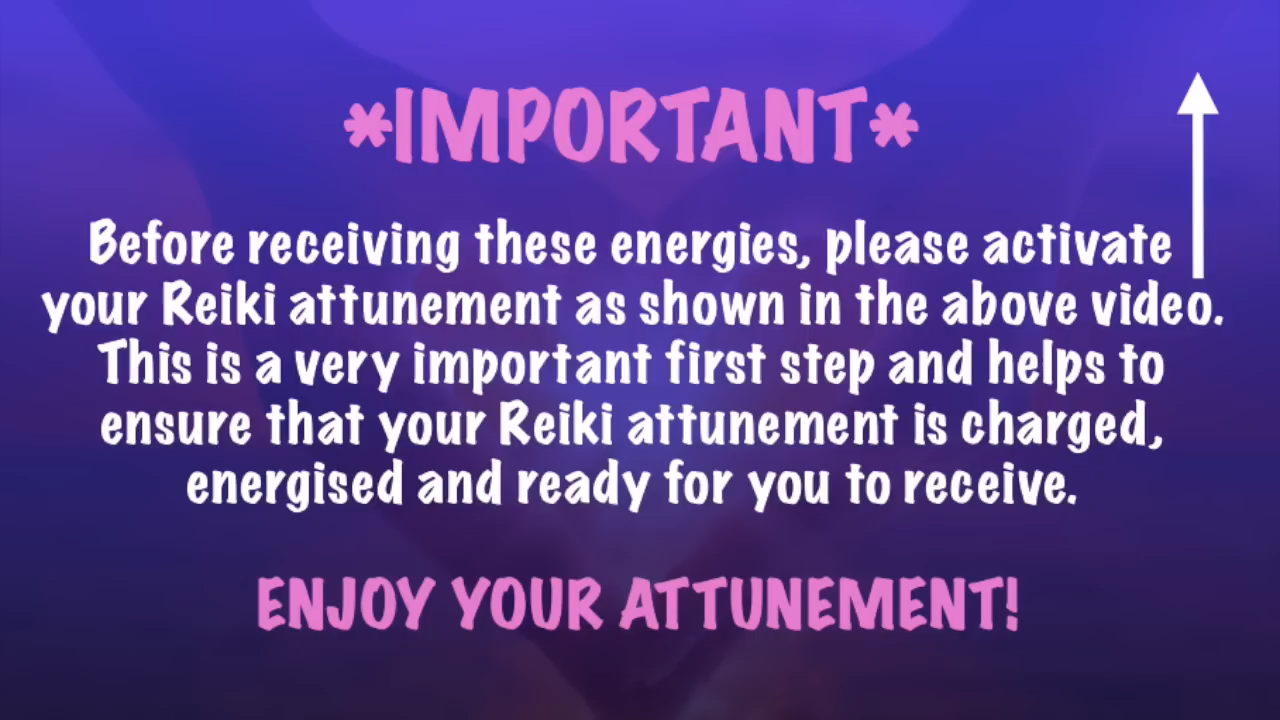 *IMPORTANT*
Before receiving these energies, please activate
your Reiki attunement as shown in the above video.
This is a very important first step and helps to
ensure that your Reiki attunement is charged,
energised and ready for you to receive.
ENJOY YOUR ATTUNEMENT!